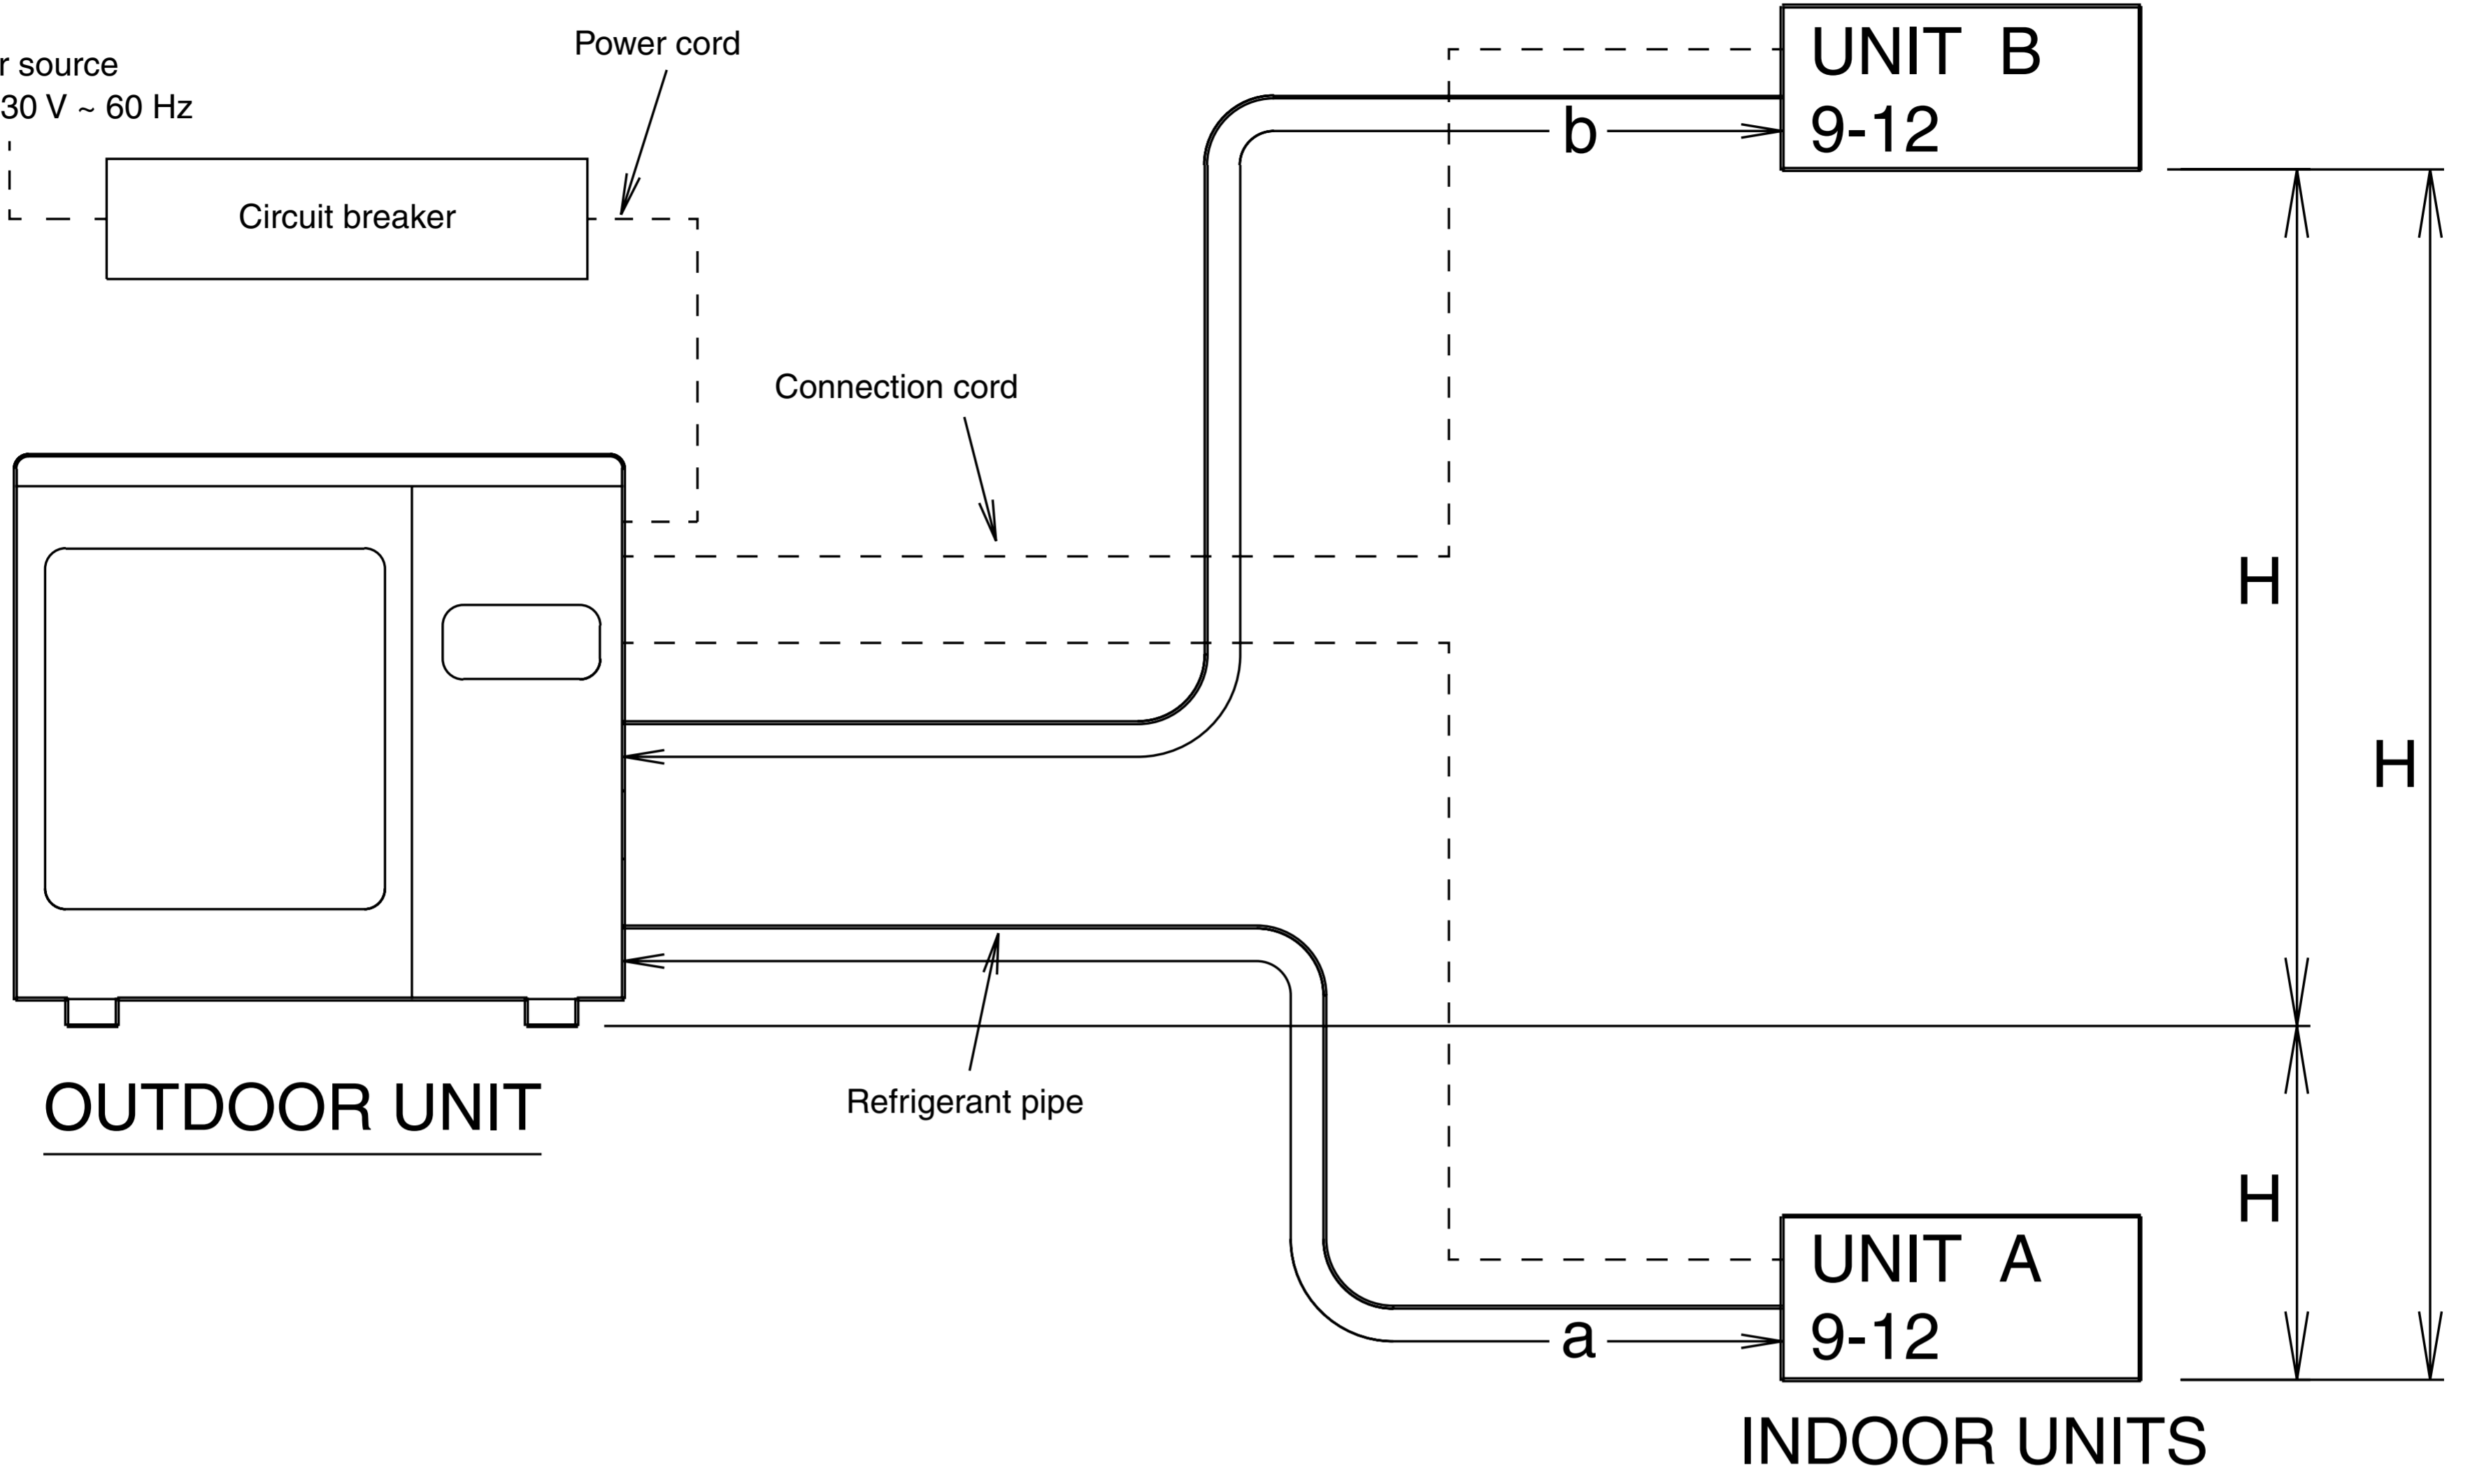 Power cord
r source
30 V ~ 60 Hz
Circuit breaker
UNIT B
9-12
b
Connection cord
H
H
Refrigerant pipe
OUTDOOR UNIT
H
UNIT A
9-12
a
INDOOR UNITS